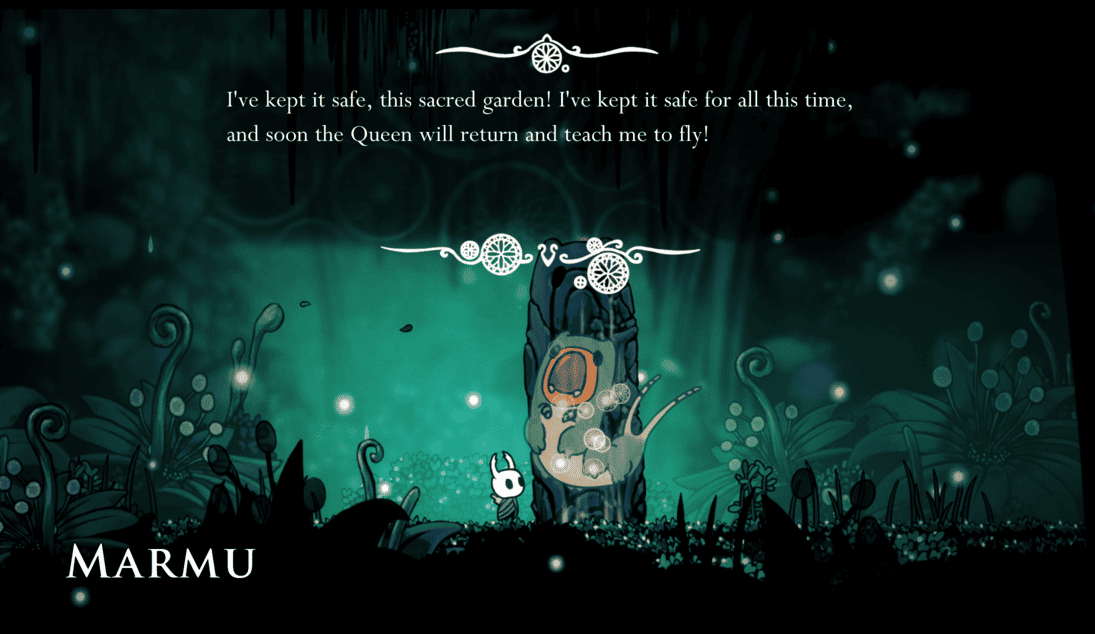 I've kept it safe, this sacred garden! I've kept it safe for all this time,
and soon the Queen will return and teach me to fly!
MARMU